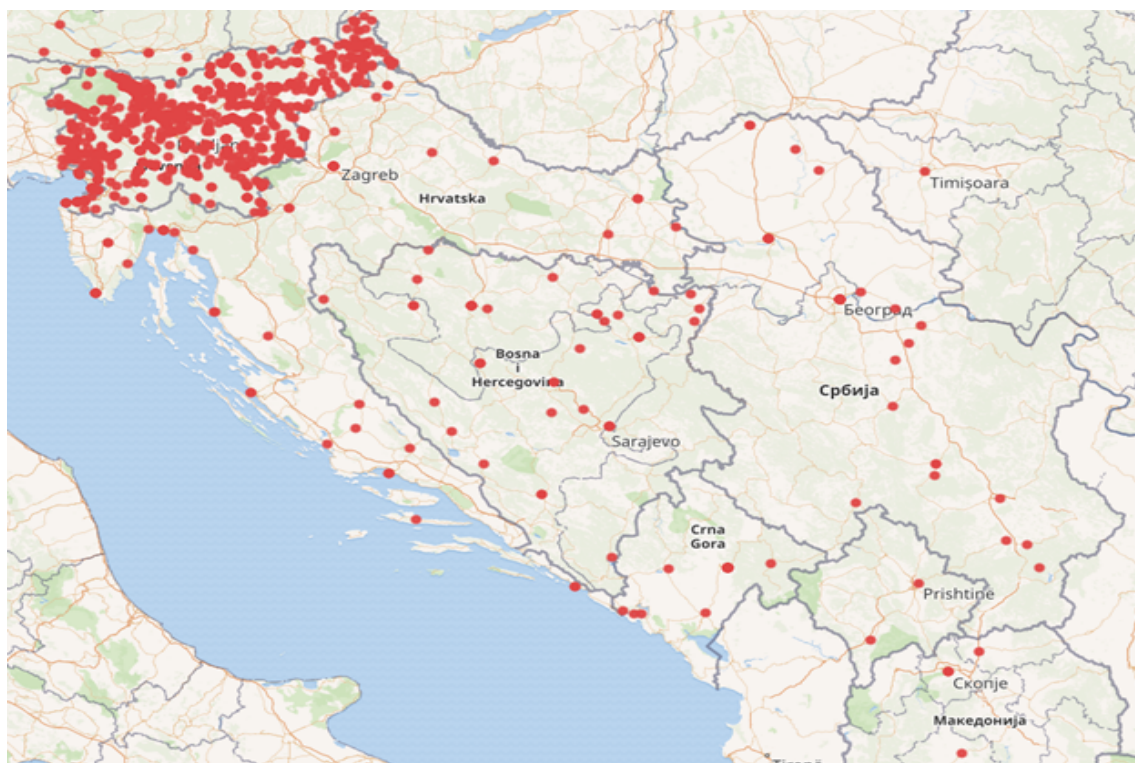 Zagreb
Hrvatska
Timișoara
Београд
Bosna
i
Hercegovina
Србија
Sarajevo
Crna
Gora
Prishtine
Скопје
Македонија